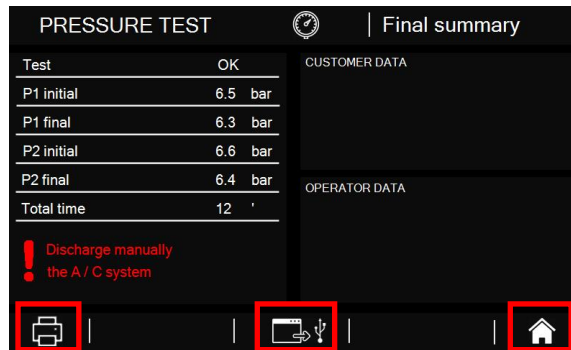 PRESSURE TEST
Final summary
Test OK
P1 initial 6.5 bar
P1 final 6.3 bar
P2 initial 6.6 bar
P2 final 6.4 bar
Total time 12 '
Discharge manually
the A / C system
CUSTOMER DATA
OPERATOR DATA